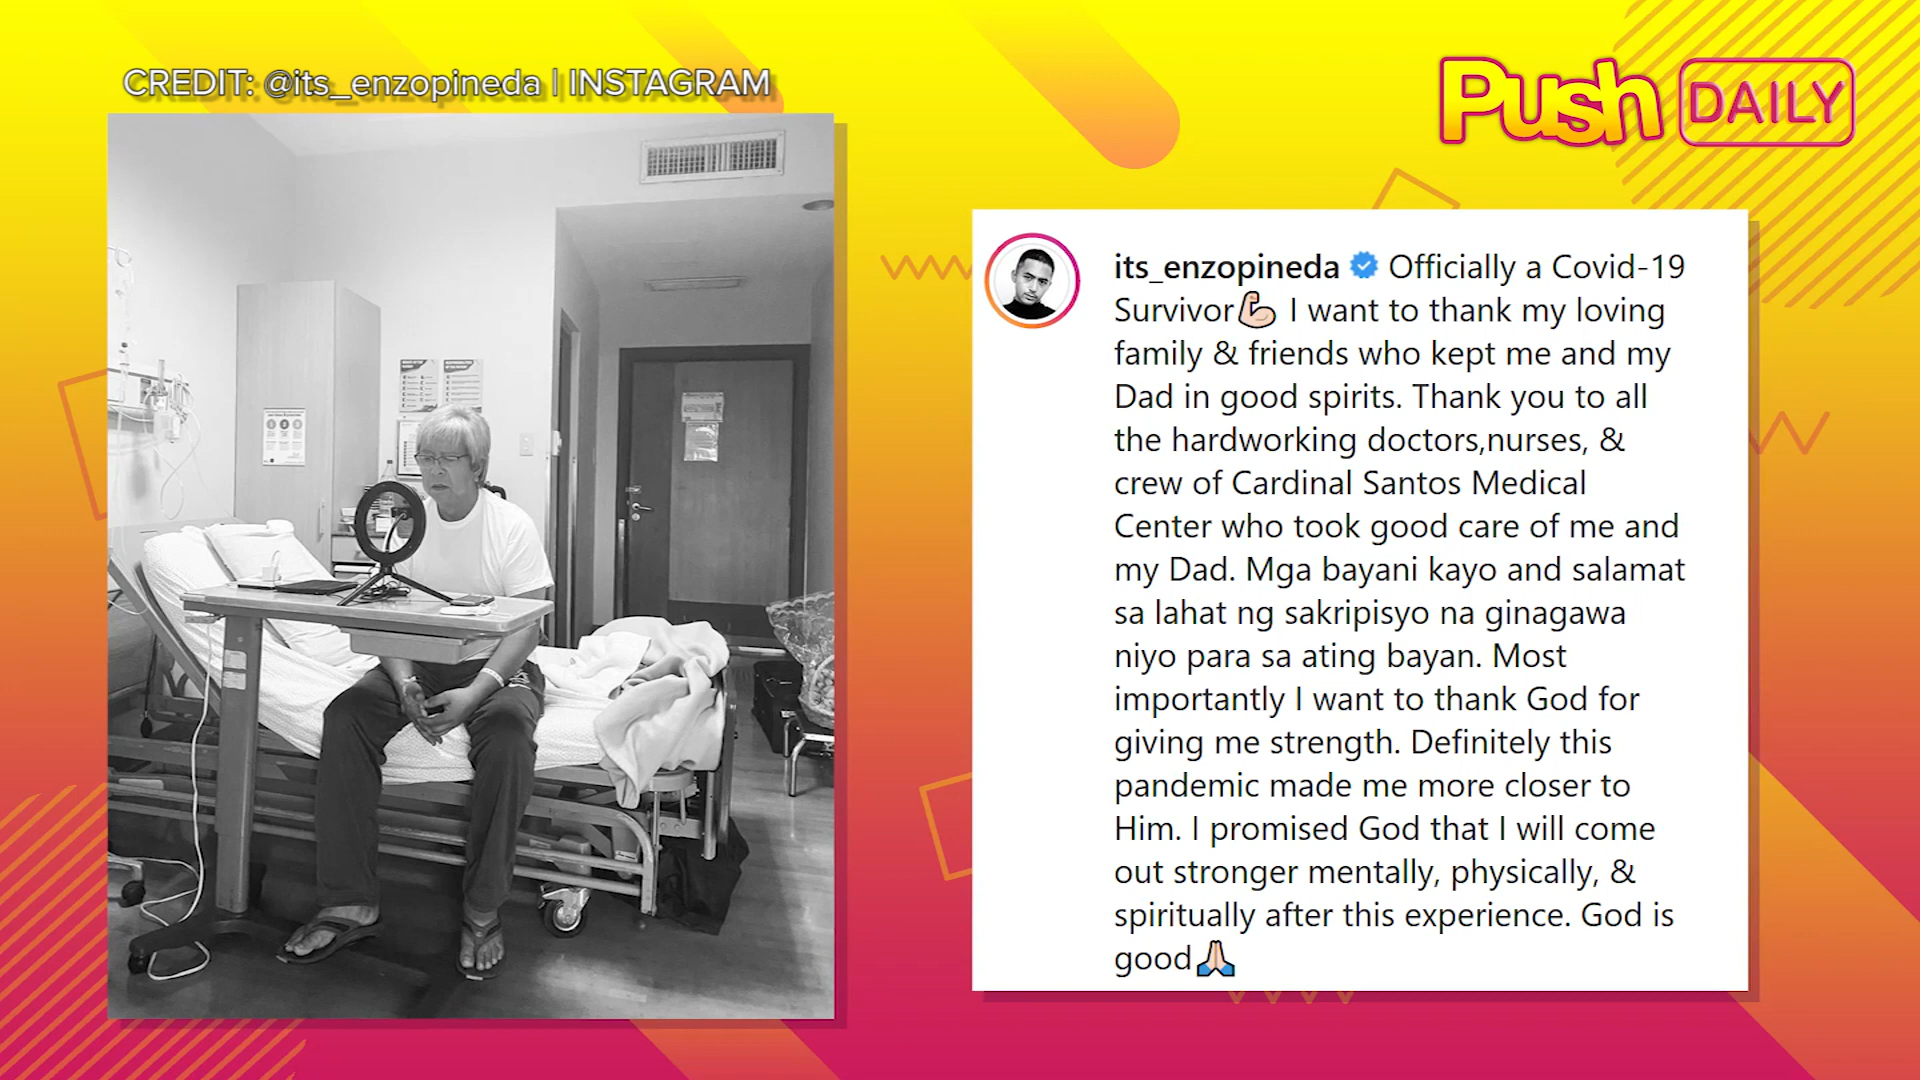 CREDIT: @its_enzopineda | INSTAGRAM
Push DAILY
its_enzopineda Officially a Covid-19
Survivor💪🏻 I want to thank my loving
family & friends who kept me and my
Dad in good spirits. Thank you to all
the hardworking doctors,nurses, &
crew of Cardinal Santos Medical
Center who took good care of me and
my Dad. Mga bayani kayo and salamat
sa lahat ng sakripisyo na ginagawa
niyo para sa ating bayan. Most
importantly I want to thank God for
giving me strength. Definitely this
pandemic made me more closer to
Him. I promised God that I will come
out stronger mentally, physically, &
spiritually after this experience. God is
good🙏🏻